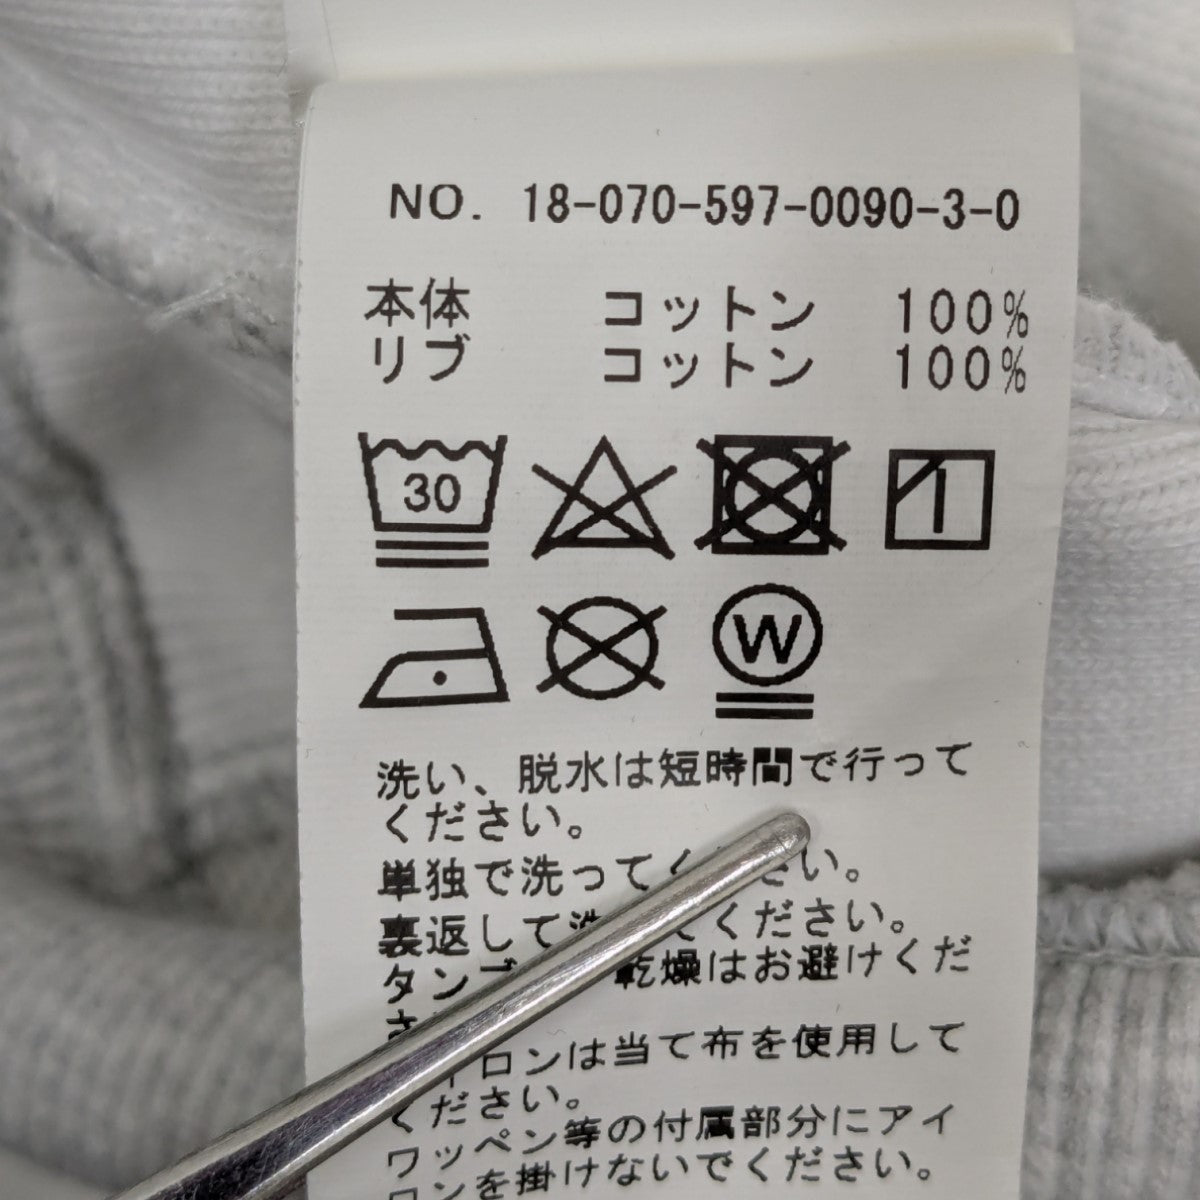 NO. 18-070-597-0090-3-0
本体 コットン 100%
リブ コットン 100%
30
W
洗い、脱水は短時間で行って
ください。
単独で洗ってください。
裏返して洗ってください。
乾燥はお避けくだ
さ
ロンは当て布を使用して
ください。
ワッペン等の付属部分にアイ
ロンを掛けないでください。